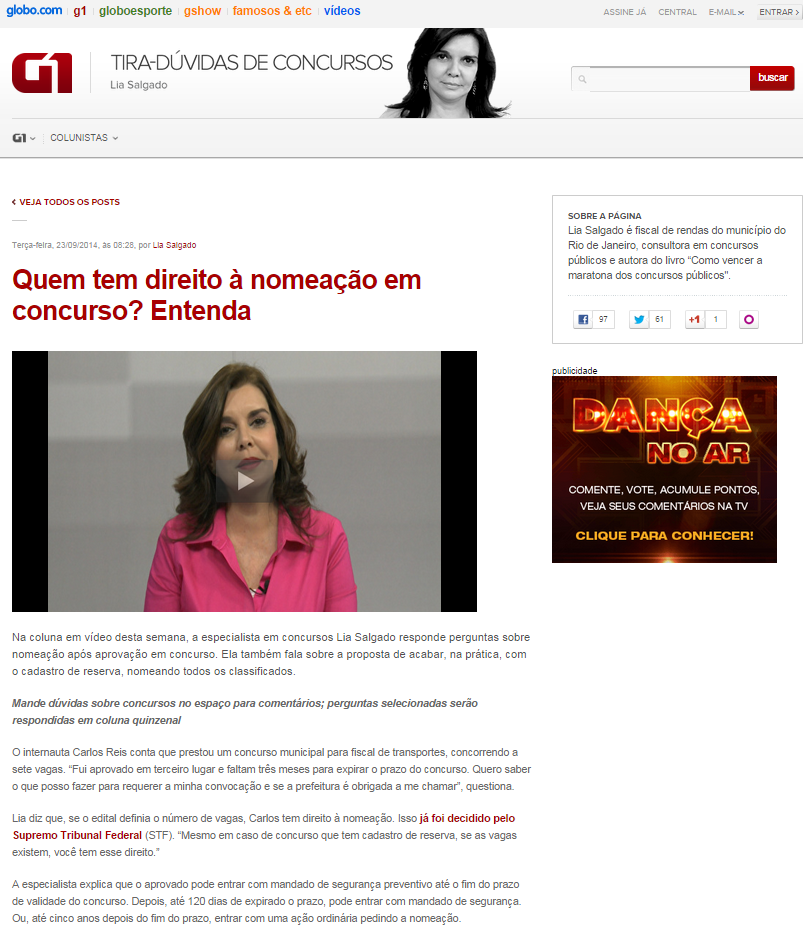 globo.com g1 globoesporte gshow famosos & etc vídeos
ASSINE JÁ CENTRAL E-MAIL ENTRAR
G1
TIRA-DÚVIDAS DE CONCURSOS
Lia Salgado
buscar
G1 COLUNISTAS
VEJA TODOS OS POSTS
Terça-feira, 23/09/2014, às 08:28, por Lia Salgado
Quem tem direito à nomeação em
concurso? Entenda
Na coluna em vídeo desta semana, a especialista em concursos Lia Salgado responde perguntas sobre
nomeação após aprovação em concurso. Ela também fala sobre a proposta de acabar, na prática, com
o cadastro de reserva, nomeando todos os classificados.
Mande dúvidas sobre concursos no espaço para comentários; perguntas selecionadas serão
respondidas em coluna quinzenal
O internauta Carlos Reis conta que prestou um concurso municipal para fiscal de transportes, concorrendo a
sete vagas. “Fui aprovado em terceiro lugar e faltam três meses para expirar o prazo do concurso. Quero saber
o que posso fazer para requerer a minha convocação e se a prefeitura é obrigada a me chamar”, questiona.
Lia diz que, se o edital definia o número de vagas, Carlos tem direito à nomeação. Isso já foi decidido pelo
Supremo Tribunal Federal (STF). “Mesmo em caso de concurso que tem cadastro de reserva, se as vagas
existem, você tem esse direito.”
A especialista explica que o aprovado pode entrar com mandado de segurança preventivo até o fim do prazo
de validade do concurso. Depois, até 120 dias de expirado o prazo, pode entrar com mandado de segurança.
Ou, até cinco anos depois do fim do prazo, entrar com uma ação ordinária pedindo a nomeação.
SOBRE A PÁGINA
Lia Salgado é fiscal de rendas do município do
Rio de Janeiro, consultora em concursos
públicos e autora do livro “Como vencer a
maratona dos concursos públicos”.
97 61 +1 1
publicidade
DANÇA
NO AR
COMENTE, VOTE, ACUMULE PONTOS,
VEJA SEUS COMENTÁRIOS NA TV
CLIQUE PARA CONHECER!